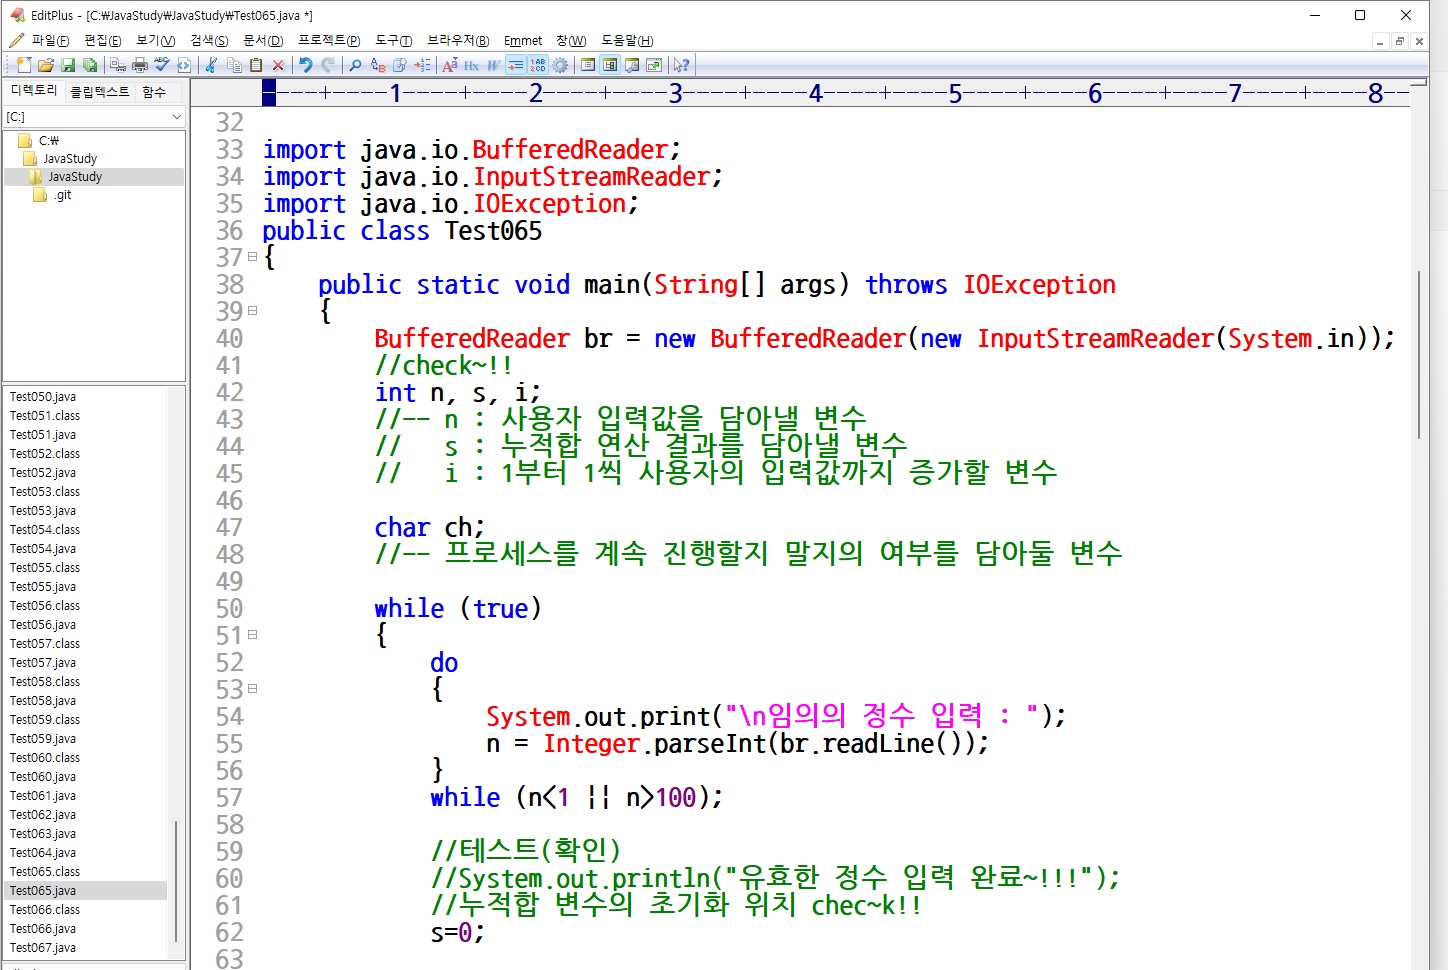 EditPlus - [C:₩JavaStudy₩JavaStudy₩Test065.java *]
파일(F) 편집(E) 보기(V) 검색(S) 문서(D) 프로젝트(P) 도구(T) 브라우저(B) Emmet 창(W) 도움말(H)
디렉토리 클립텍스트 함수
[C:]
C:₩
JavaStudy
JavaStudy
.git
Test050.java
Test051.class
Test051.java
Test052.class
Test052.java
Test053.class
Test053.java
Test054.class
Test054.java
Test055.class
Test055.java
Test056.class
Test056.java
Test057.class
Test057.java
Test058.class
Test058.java
Test059.class
Test059.java
Test060.class
Test060.java
Test061.java
Test062.java
Test063.java
Test064.java
Test065.class
Test065.java
Test066.class
Test066.java
Test067.java
----+----1----+----2----+----3----+----4----+----5----+----6----+----7----+----8--
32
33 import java.io.BufferedReader;
34 import java.io.InputStreamReader;
35 import java.io.IOException;
36 public class Test065
37 {
38     public static void main(String[] args) throws IOException
39     {
40         BufferedReader br = new BufferedReader(new InputStreamReader(System.in));
41         //check~!!
42         int n, s, i;
43         //-- n : 사용자 입력값을 담아낼 변수
44         //   s : 누적합 연산 결과를 담아낼 변수
45         //   i : 1부터 1씩 사용자의 입력값까지 증가할 변수
46
47         char ch;
48         //-- 프로세스를 계속 진행할지 말지의 여부를 담아둘 변수
49
50         while (true)
51         {
52             do
53             {
54                 System.out.print("\n임의의 정수 입력 : ");
55                 n = Integer.parseInt(br.readLine());
56             }
57             while (n<1 || n>100);
58
59             //테스트(확인)
60             //System.out.println("유효한 정수 입력 완료~!!!");
61             //누적합 변수의 초기화 위치 chec~k!!
62             s=0;
63